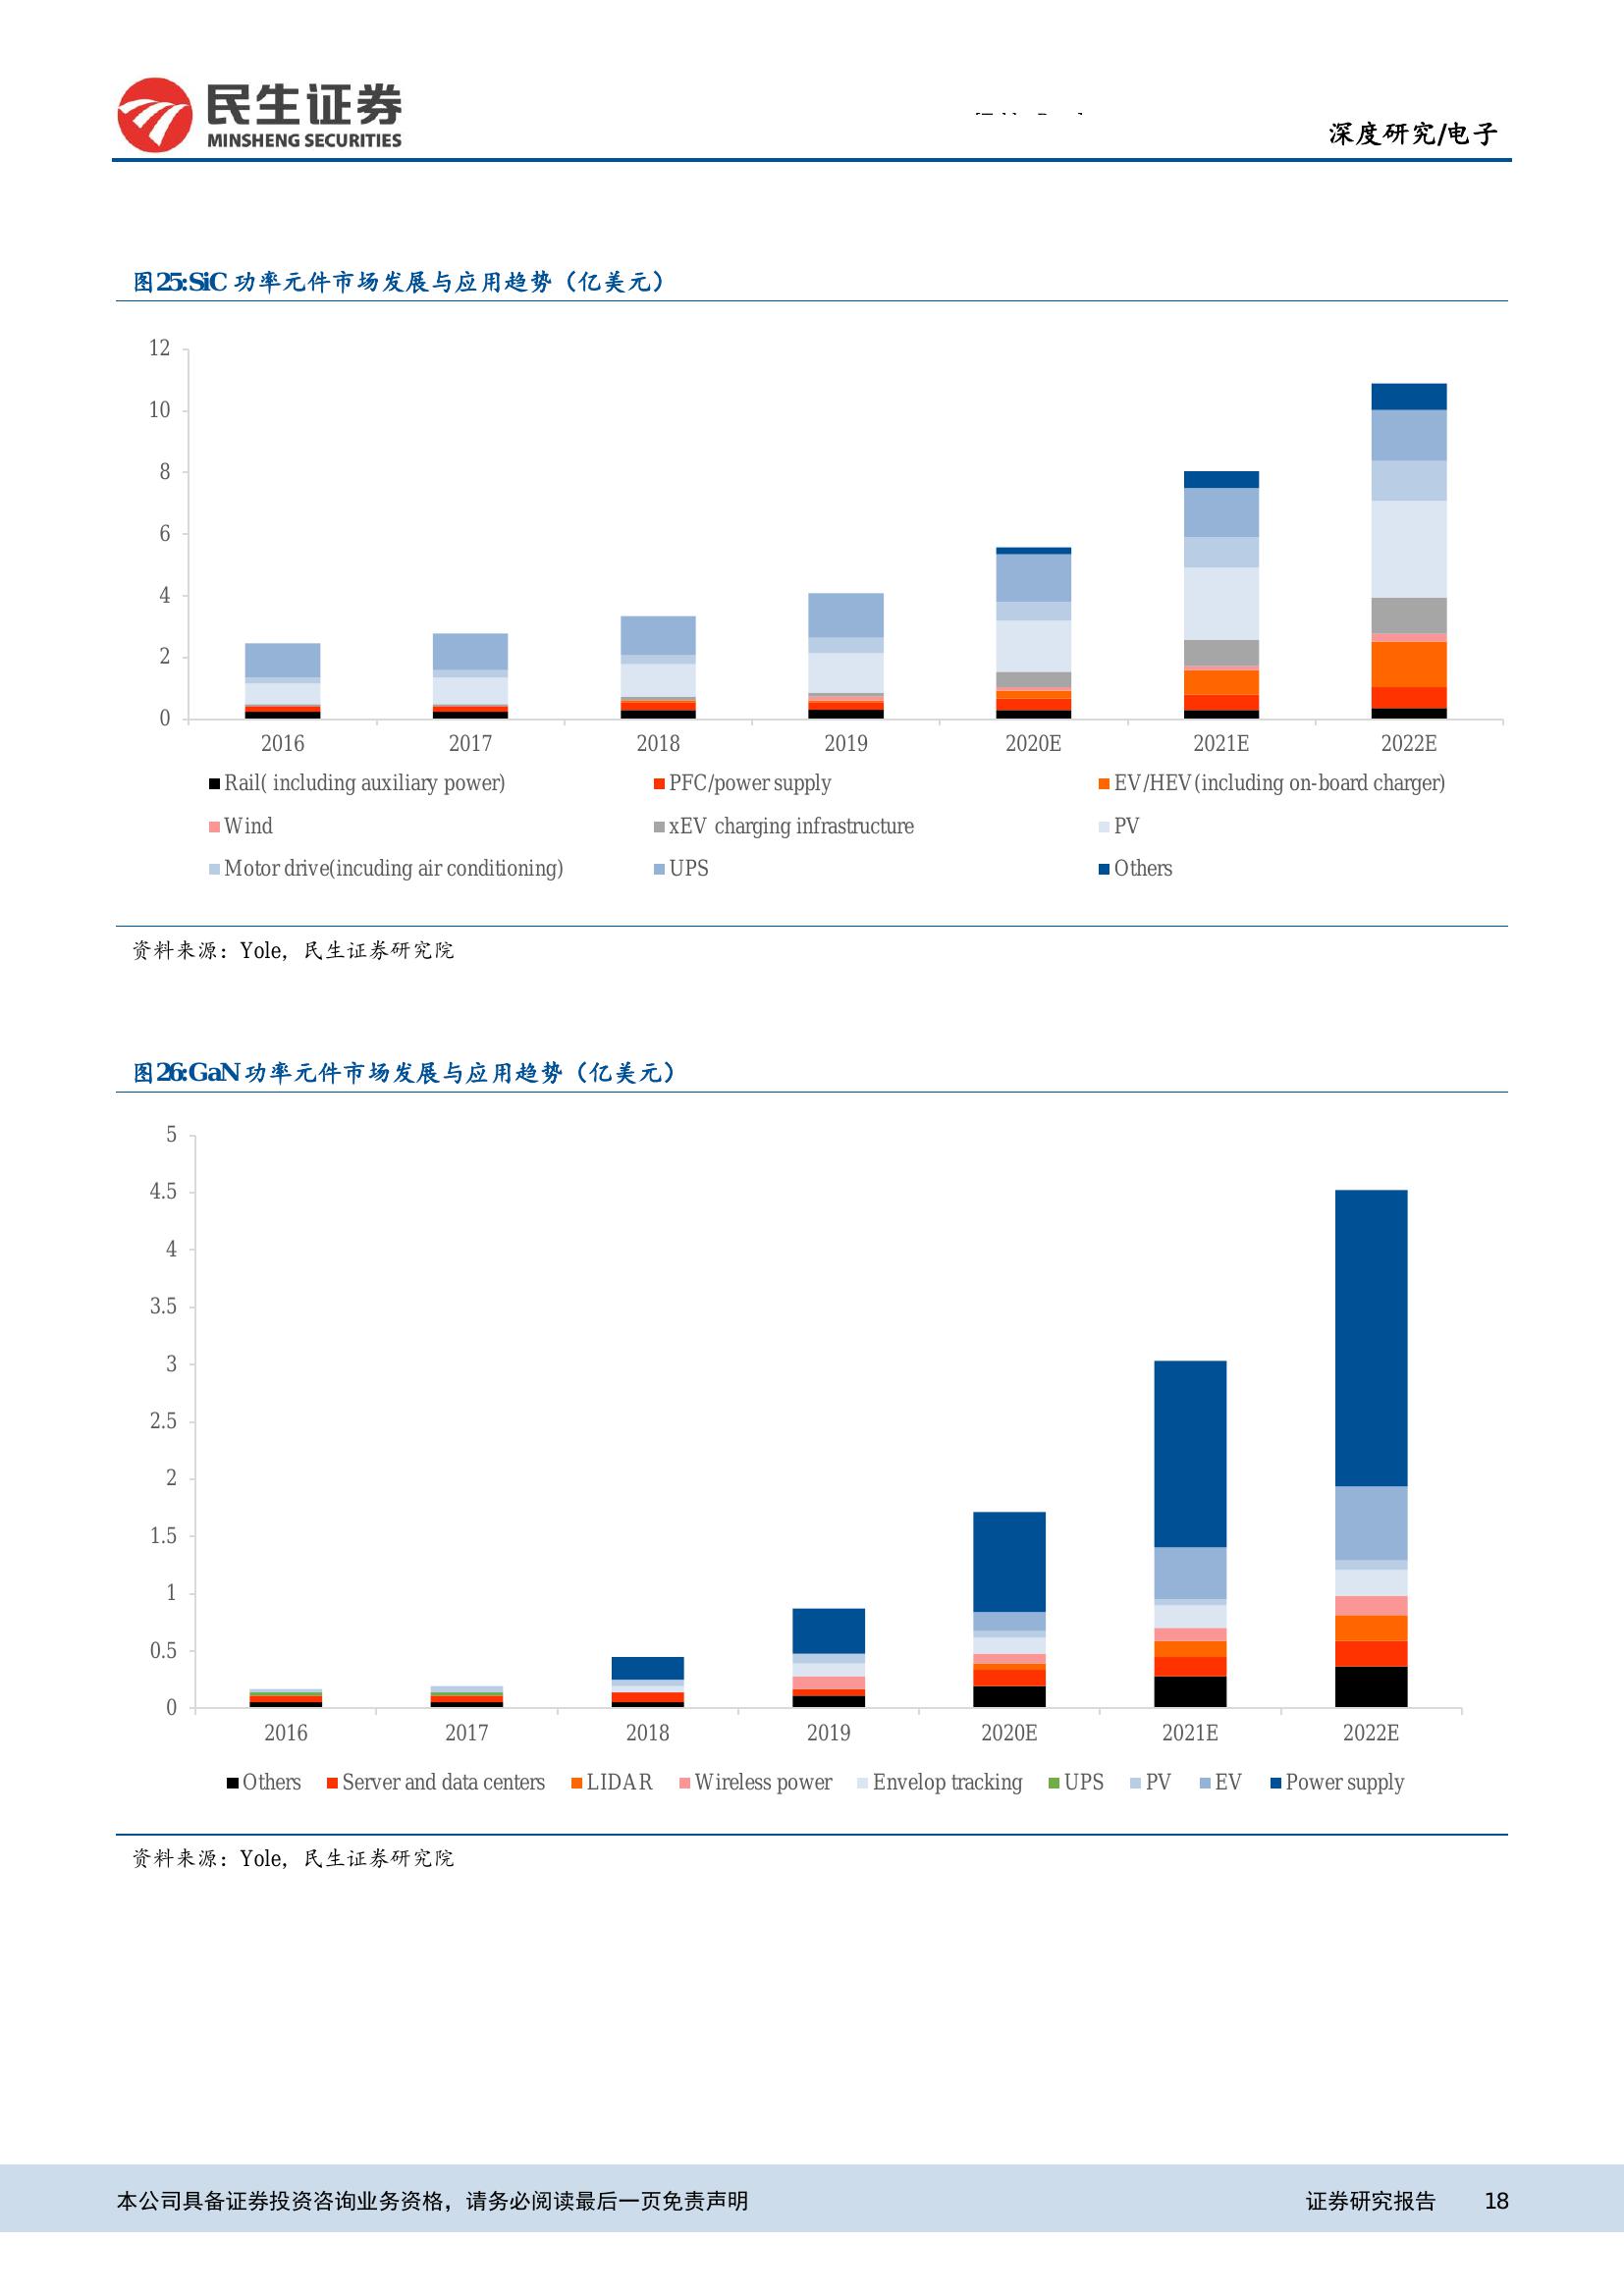 民生证券
MINSHENG SECURITIES
深度研究/电子
图25:SiC 功率元件市场发展与应用趋势（亿美元）
12
10
8
6
4
2
0
2016 2017 2018 2019 2020E 2021E 2022E
Rail( including auxiliary power) PFC/power supply EV/HEV(including on-board charger)
Wind xEV charging infrastructure PV
Motor drive(incuding air conditioning) UPS Others
资料来源：Yole，民生证券研究院
图26:GaN 功率元件市场发展与应用趋势（亿美元）
5
4.5
4
3.5
3
2.5
2
1.5
1
0.5
0
2016 2017 2018 2019 2020E 2021E 2022E
Others Server and data centers LIDAR Wireless power Envelop tracking UPS PV EV Power supply
资料来源：Yole，民生证券研究院
本公司具备证券投资咨询业务资格，请务必阅读最后一页免责声明 证券研究报告 18